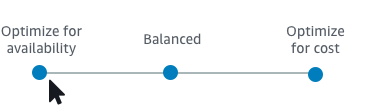 Optimize for
availability
Balanced
Optimize
for cost